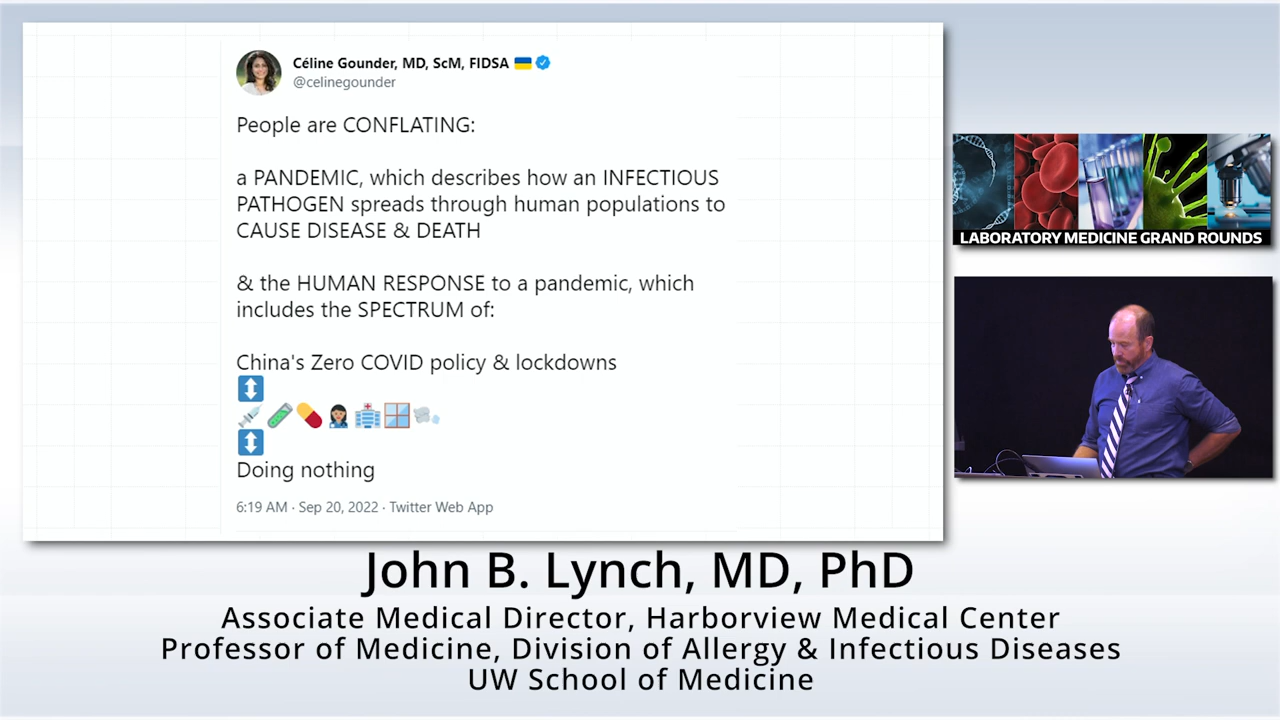 Céline Gounder, MD, ScM, FIDSA
@celinegounder
People are CONFLATING:
a PANDEMIC, which describes how an INFECTIOUS
PATHOGEN spreads through human populations to
CAUSE DISEASE & DEATH
& the HUMAN RESPONSE to a pandemic, which
includes the SPECTRUM of:
China's Zero COVID policy & lockdowns
Doing nothing
6:19 AM · Sep 20, 2022 · Twitter Web App
LABORATORY MEDICINE GRAND ROUNDS
John B. Lynch, MD, PhD
Associate Medical Director, Harborview Medical Center
Professor of Medicine, Division of Allergy & Infectious Diseases
UW School of Medicine